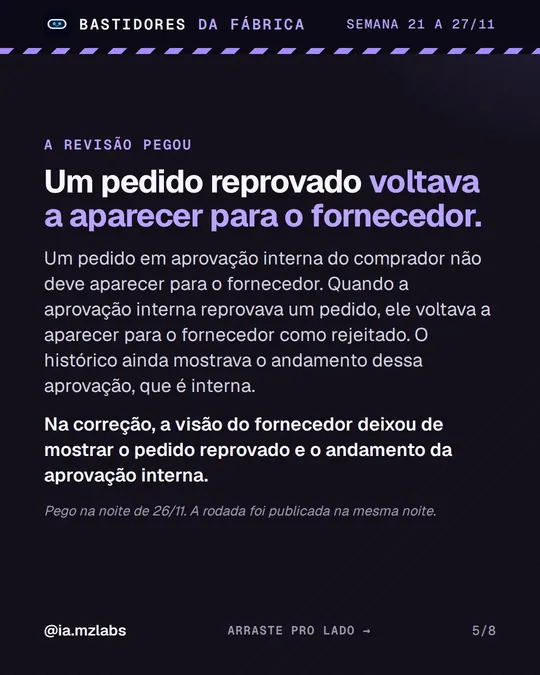 BASTIDORES DA FÁBRICA
SEMANA 21 A 27/11
A REVISÃO PEGOU
Um pedido reprovado voltava
a aparecer para o fornecedor.
Um pedido em aprovação interna do comprador não
deve aparecer para o fornecedor. Quando a
aprovação interna reprovava um pedido, ele voltava a
aparecer para o fornecedor como rejeitado. O
histórico ainda mostrava o andamento dessa
aprovação, que é interna.
Na correção, a visão do fornecedor deixou de
mostrar o pedido reprovado e o andamento da
aprovação interna.
Pego na noite de 26/11. A rodada foi publicada na mesma noite.
@ia.mzlabs
ARRASTE PRO LADO →
5/8